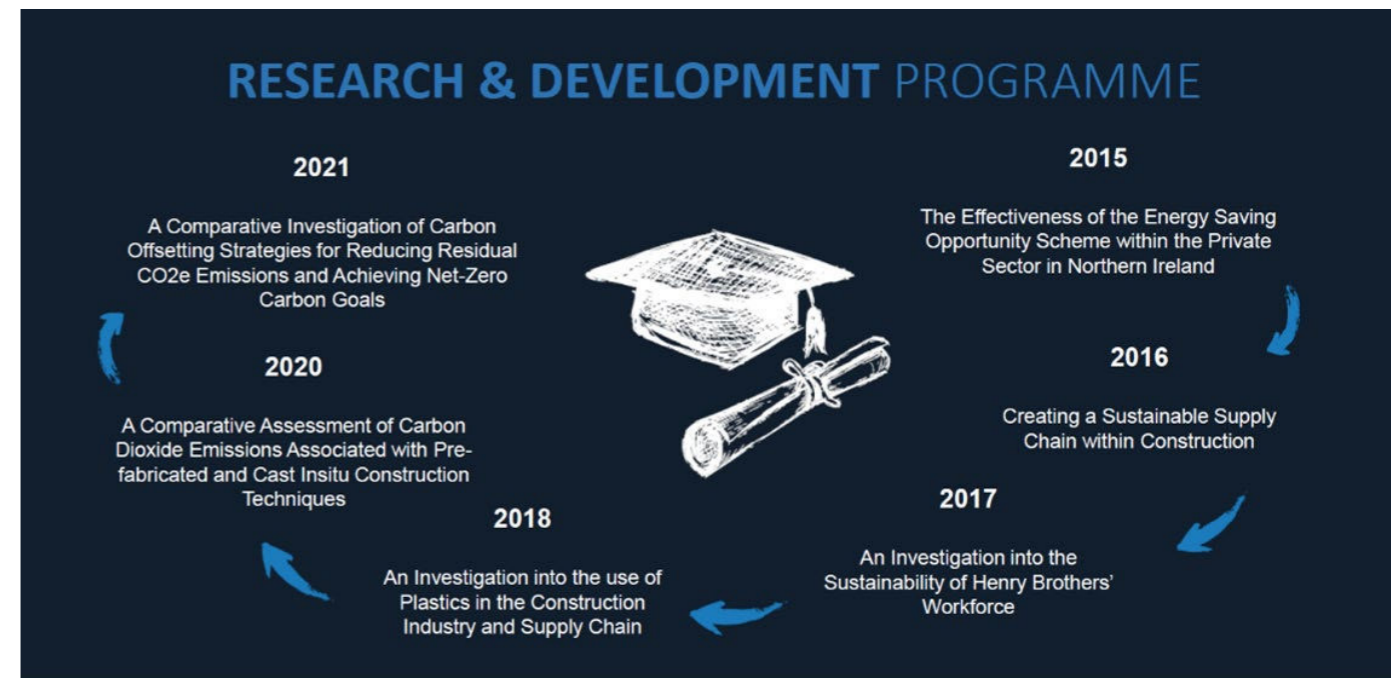 RESEARCH & DEVELOPMENT PROGRAMME
2015
The Effectiveness of the Energy Saving
Opportunity Scheme within the Private
Sector in Northern Ireland
2016
Creating a Sustainable Supply
Chain within Construction
2017
An Investigation into the
Sustainability of Henry Brothers’
Workforce
2018
An Investigation into the use of
Plastics in the Construction
Industry and Supply Chain
2020
A Comparative Assessment of Carbon
Dioxide Emissions Associated with Pre-
fabricated and Cast Insitu Construction
Techniques
2021
A Comparative Investigation of Carbon
Offsetting Strategies for Reducing Residual
CO2e Emissions and Achieving Net-Zero
Carbon Goals